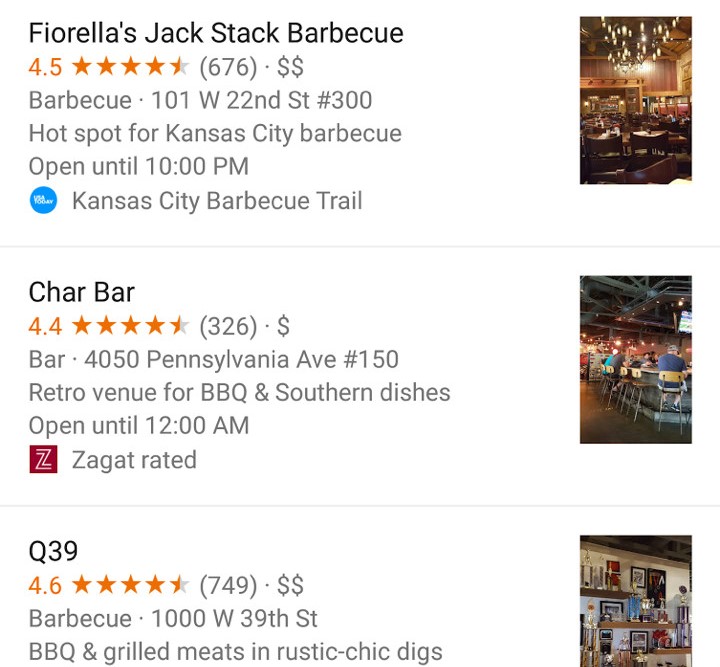 Fiorella's Jack Stack Barbecue
4.5 ★★★★★ (676) · $$
Barbecue · 101 W 22nd St #300
Hot spot for Kansas City barbecue
Open until 10:00 PM
USA TODAY Kansas City Barbecue Trail
Char Bar
4.4 ★★★★★ (326) · $
Bar · 4050 Pennsylvania Ave #150
Retro venue for BBQ & Southern dishes
Open until 12:00 AM
Z Zagat rated
Q39
4.6 ★★★★★ (749) · $$
Barbecue · 1000 W 39th St
BBQ & grilled meats in rustic-chic digs